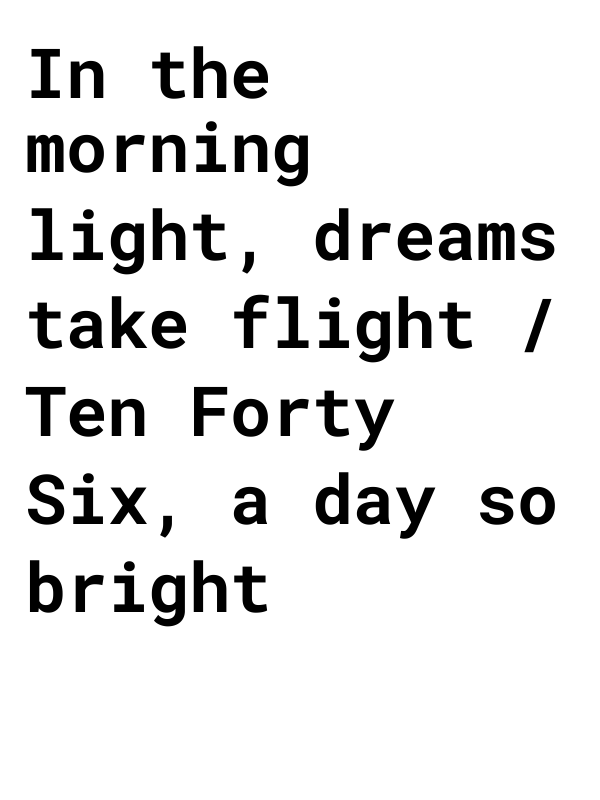 In the
morning
light, dreams
take flight /
Ten Forty
Six, a day so
bright